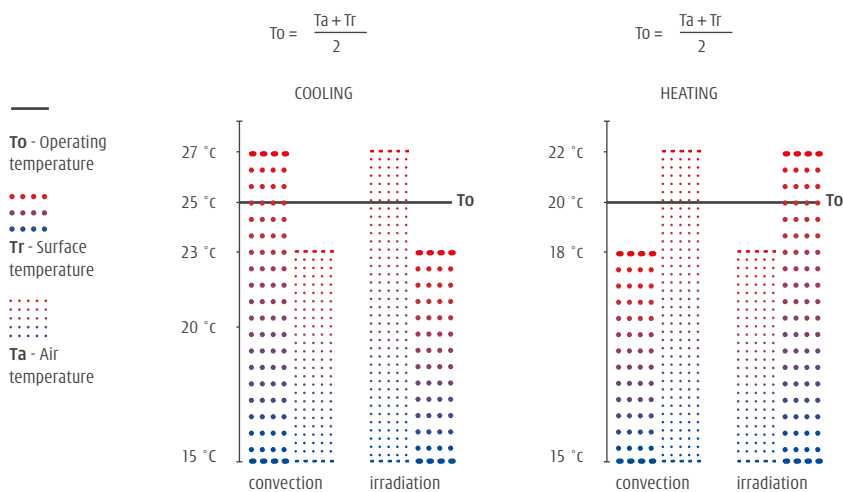 To = Ta + Tr
2
To = Ta + Tr
2
COOLING
HEATING
To - Operating
temperature
Tr - Surface
temperature
Ta - Air
temperature
27 °c
25 °c
23 °c
20 °c
15 °c
To
convection
irradiation
22 °c
20 °c
18 °c
15 °c
To
convection
irradiation